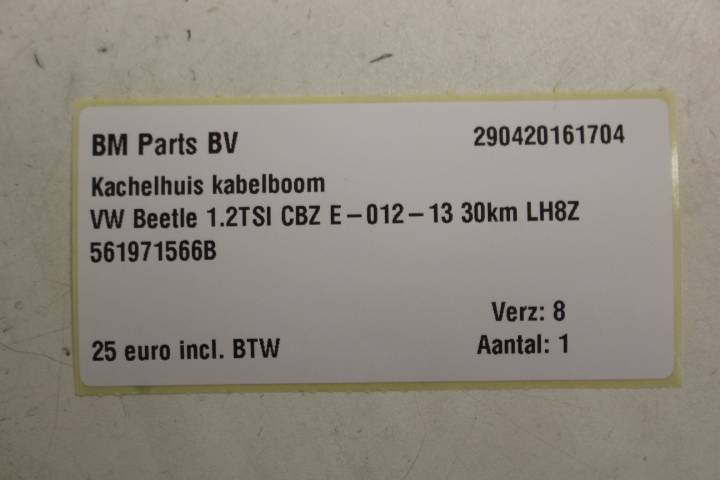 BM Parts BV 290420161704
Kachelhuis kabelboom
VW Beetle 1.2TSI CBZ E-012-13 30km LH8Z
561971566B
Verz: 8
25 euro incl. BTW Aantal: 1